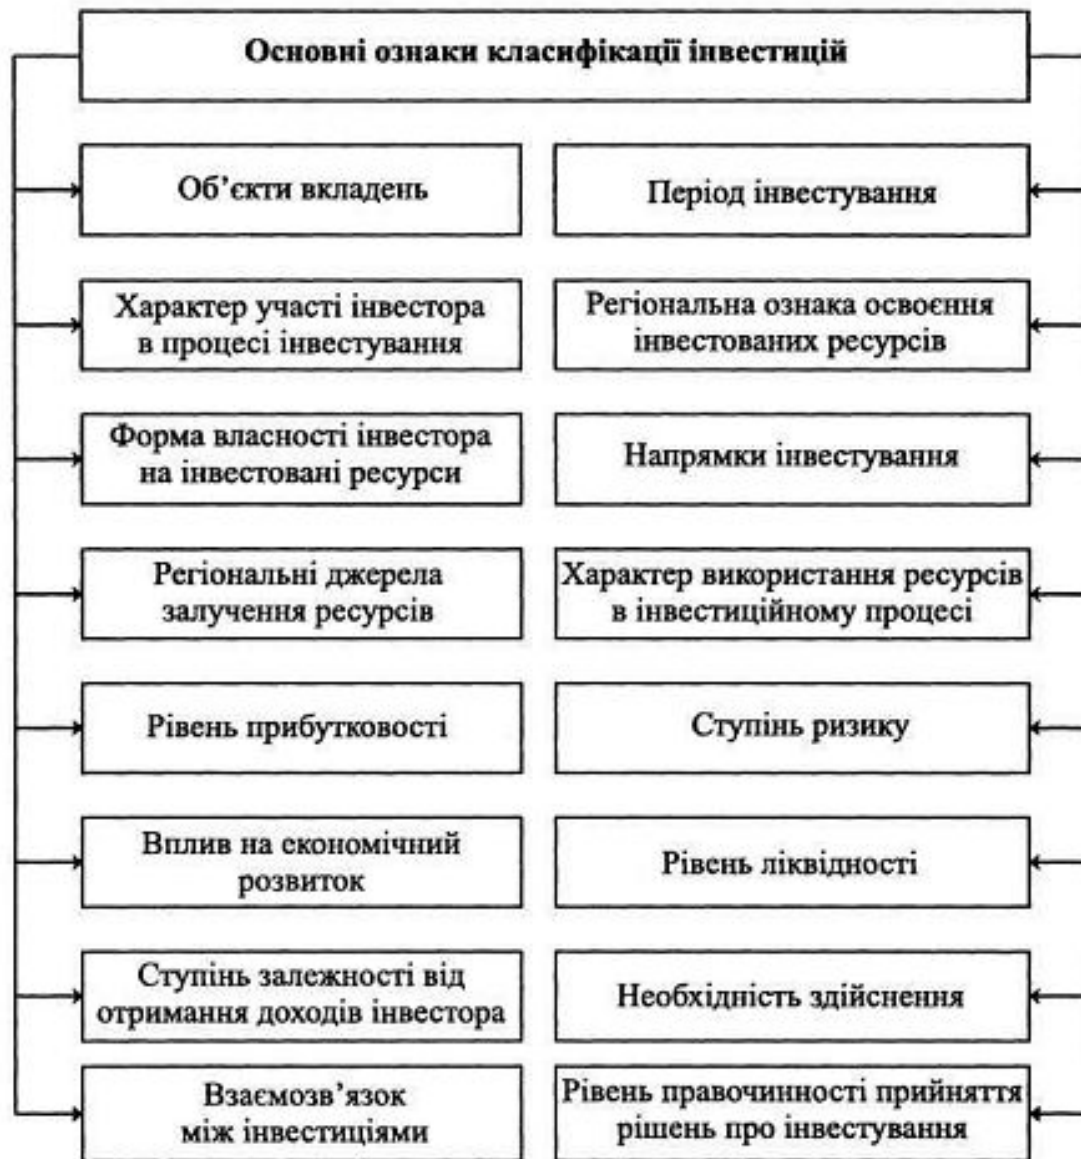 Основні ознаки класифікації інвестицій
Об’єкти вкладень
Період інвестування
Характер участі інвестора
в процесі інвестування
Регіональна ознака освоєння
інвестованих ресурсів
Форма власності інвестора
на інвестовані ресурси
Напрямки інвестування
Регіональні джерела
залучення ресурсів
Характер використання ресурсів
в інвестиційному процесі
Рівень прибутковості
Ступінь ризику
Вплив на економічний
розвиток
Рівень ліквідності
Ступінь залежності від
отримання доходів інвестора
Необхідність здійснення
Взаємозв’язок
між інвестиціями
Рівень правочинності прийняття
рішень про інвестування